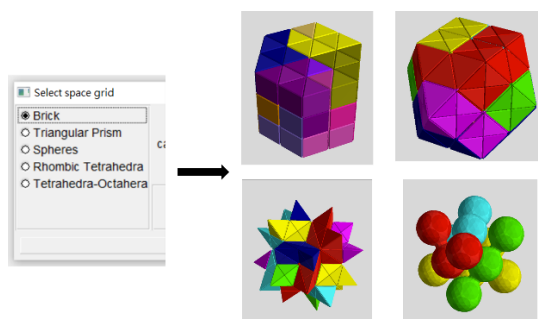 Select space grid
Brick
Triangular Prism
Spheres
Rhombic Tetrahedra
Tetrahedra-Octahera